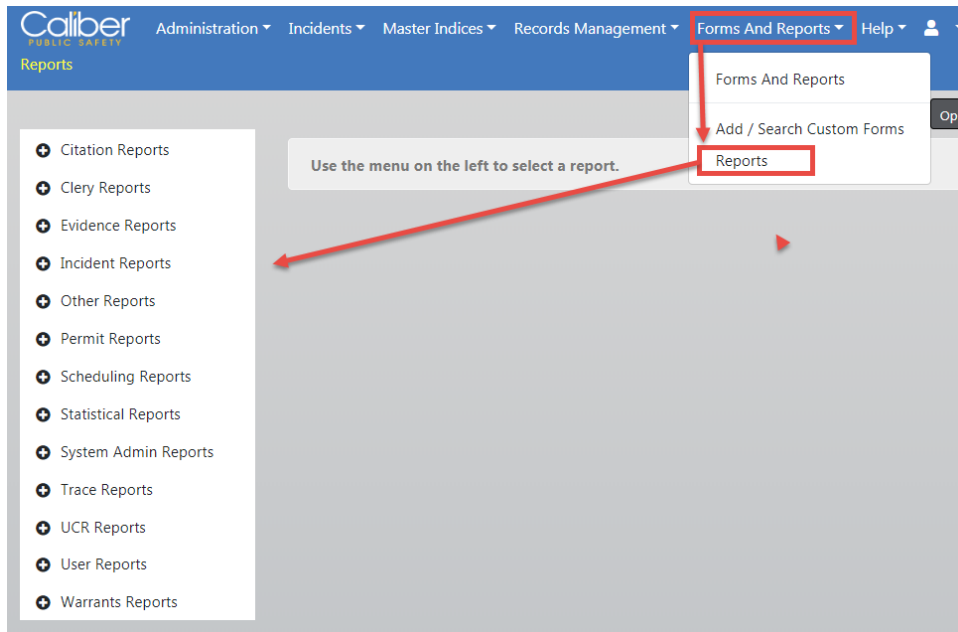 Caliber
PUBLIC SAFETY
Administration Incidents Master Indices Records Management Forms And Reports Help
Reports
Forms And Reports
Add / Search Custom Forms
Reports
Op
Use the menu on the left to select a report.
Citation Reports
Clery Reports
Evidence Reports
Incident Reports
Other Reports
Permit Reports
Scheduling Reports
Statistical Reports
System Admin Reports
Trace Reports
UCR Reports
User Reports
Warrants Reports